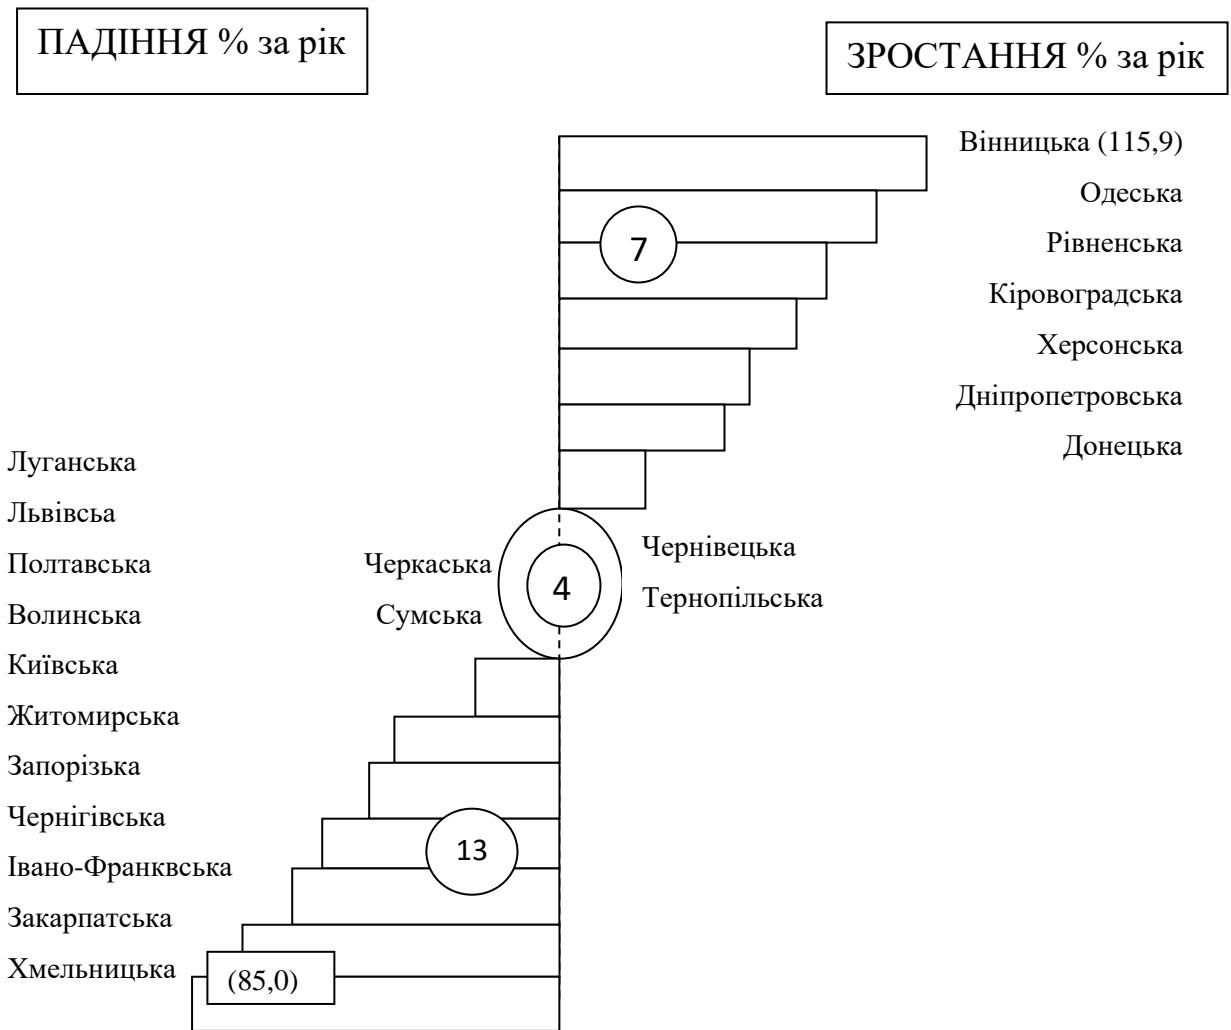 ПАДІННЯ % за рік
ЗРОСТАННЯ % за рік
Вінницька (115,9)
Одеська
7
Рівненська
Кіровоградська
Херсонська
Дніпропетровська
Донецька
Луганська
Львівсьа
Полтавська
Волинська
Київська
Житомирська
Запорізька
Чернігівська
Івано-Франквська
Закарпатська
Хмельницька
Черкаська
Сумська
4
Чернівецька
Тернопільська
13
(85,0)